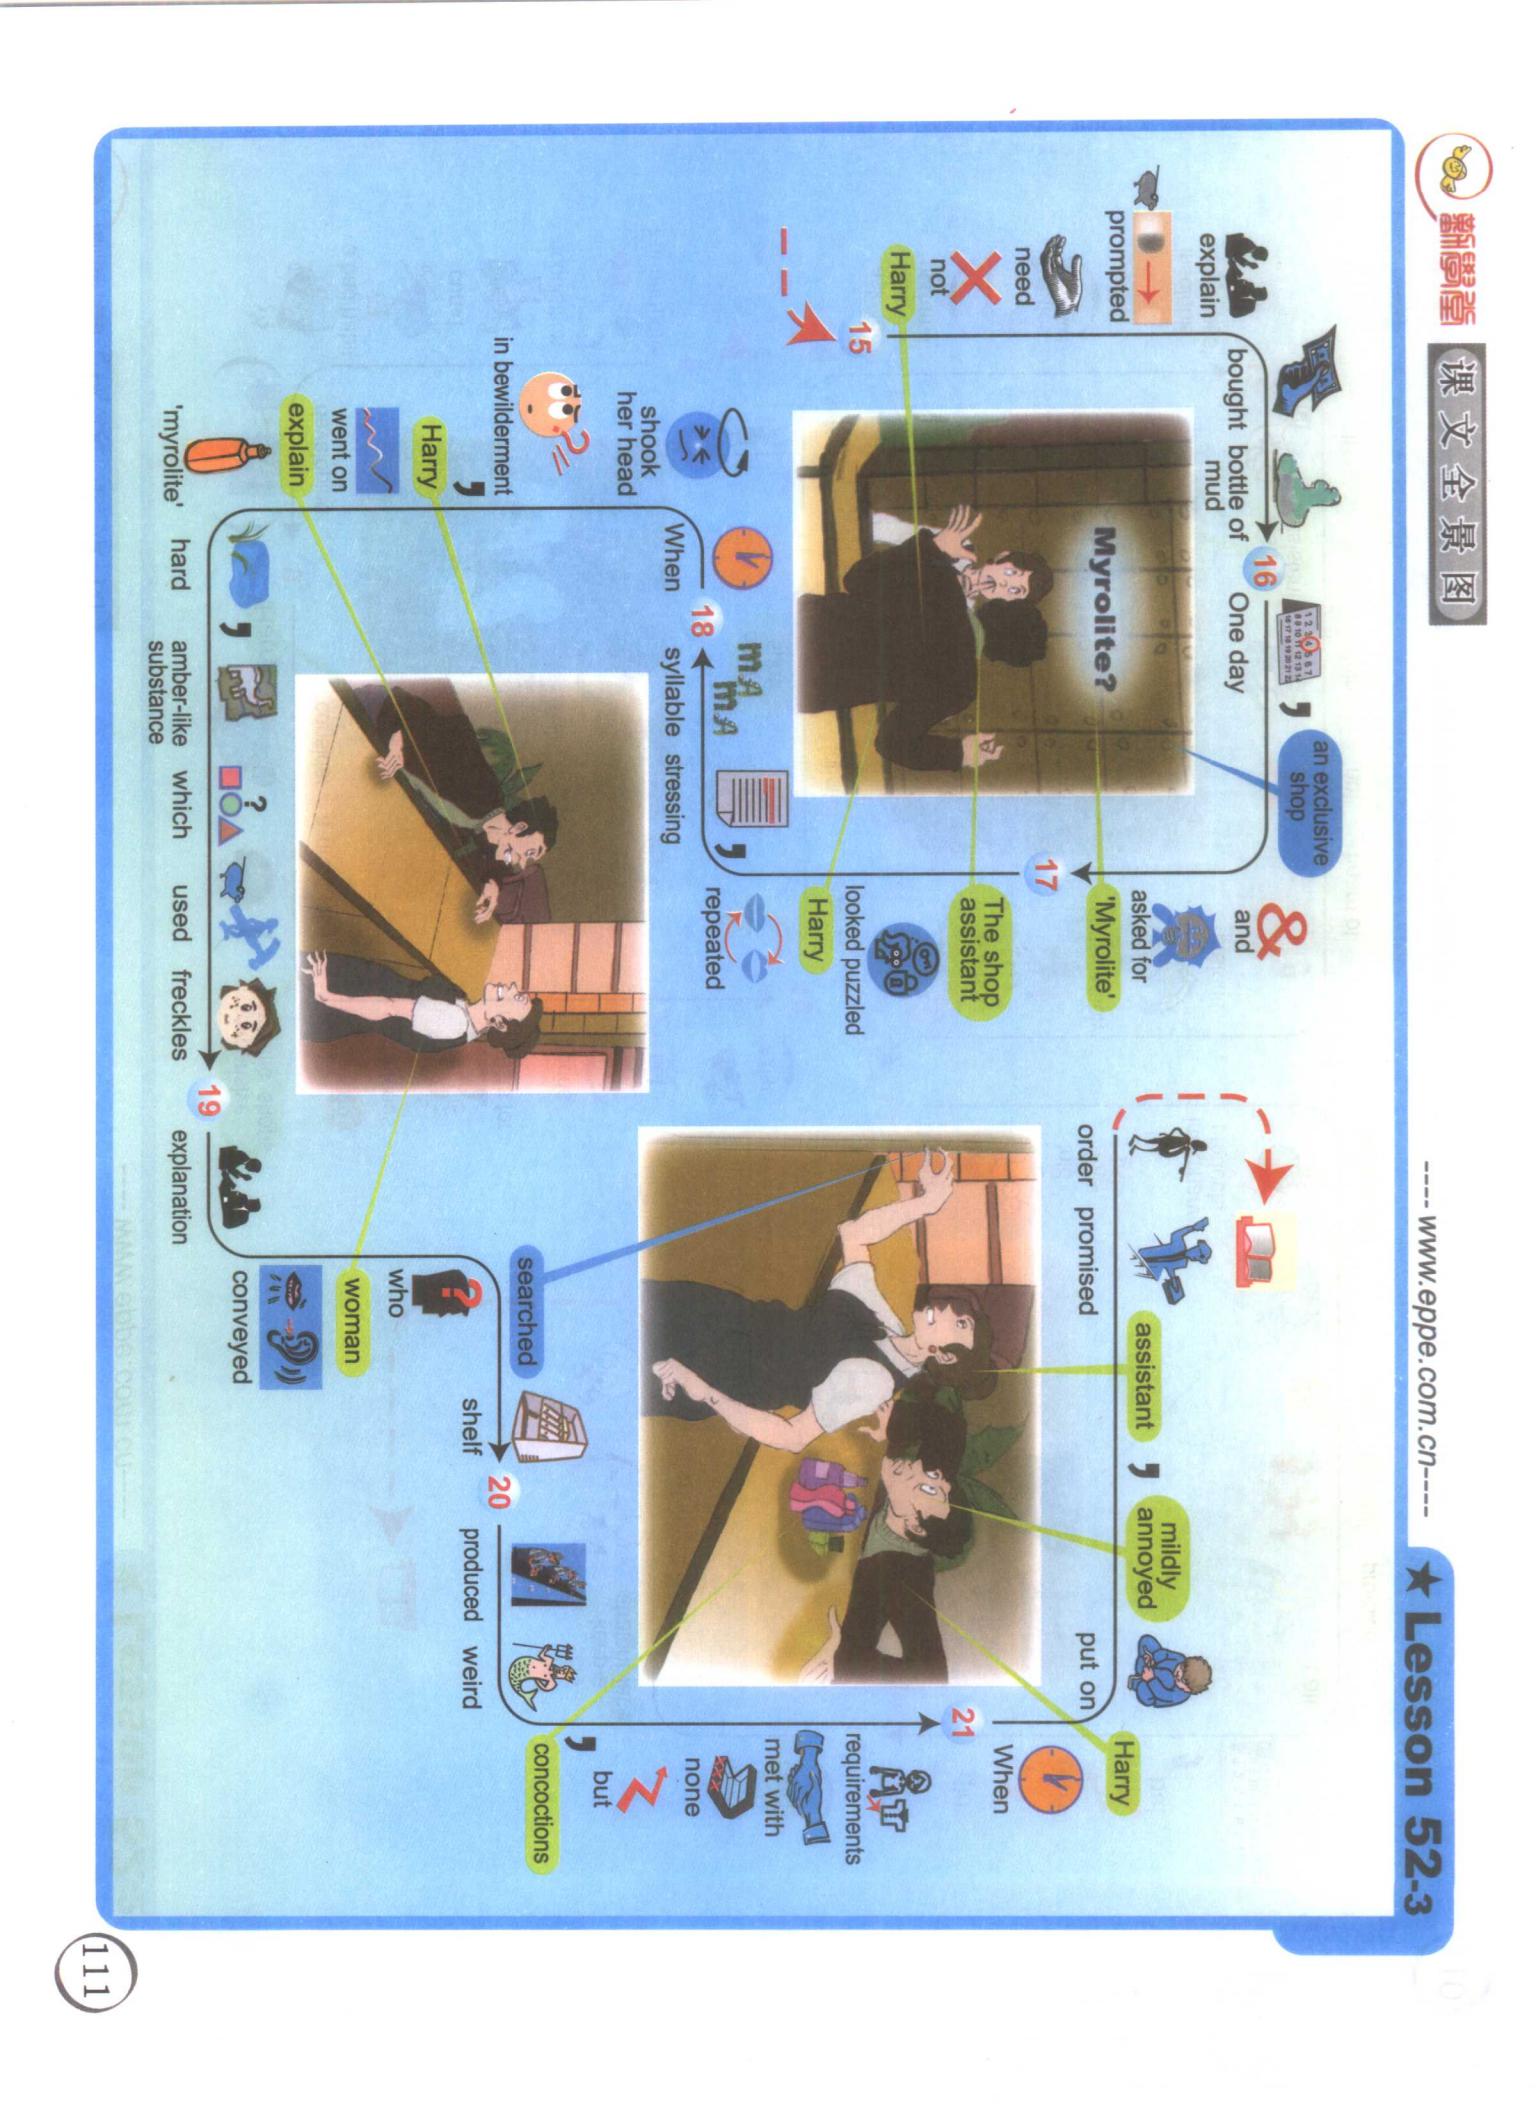 新學堂
课文全景图
----www.eppe.com.cn----
★Lesson 52-3
explain
prompted
need
not
Harry
15
bought
bottle of
mud
16
One day
,
an exclusive
shop
&
and
asked for
'Myrolite'
17
Myrolite?
The shop
assistant
looked puzzled
Harry
repeated
,
stressing
syllable
mA
mA
18
When
shook
her head
in bewilderment
,
Harry
went on
explain
'myrolite'
hard
,
amber-like
substance
which
?
used
freckles
19
explanation
conveyed
woman
who
?
searched
shelf
20
produced
weird
concoctions
,
but
none
met with
requirements
21
When
Harry
put on
mildly
annoyed
,
assistant
promised
order
111